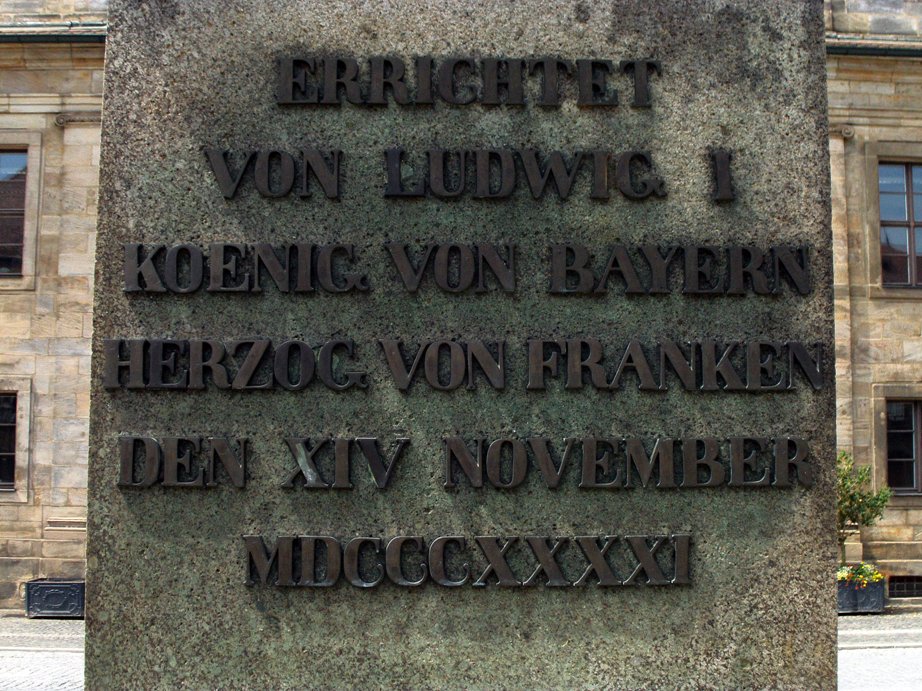 ERRICHTET
VON LUDWIG I
KOENIG VON BAYERN
HERZOG VON FRANKEN
DEN XIV NOVEMBER
MDCCCXXXXI